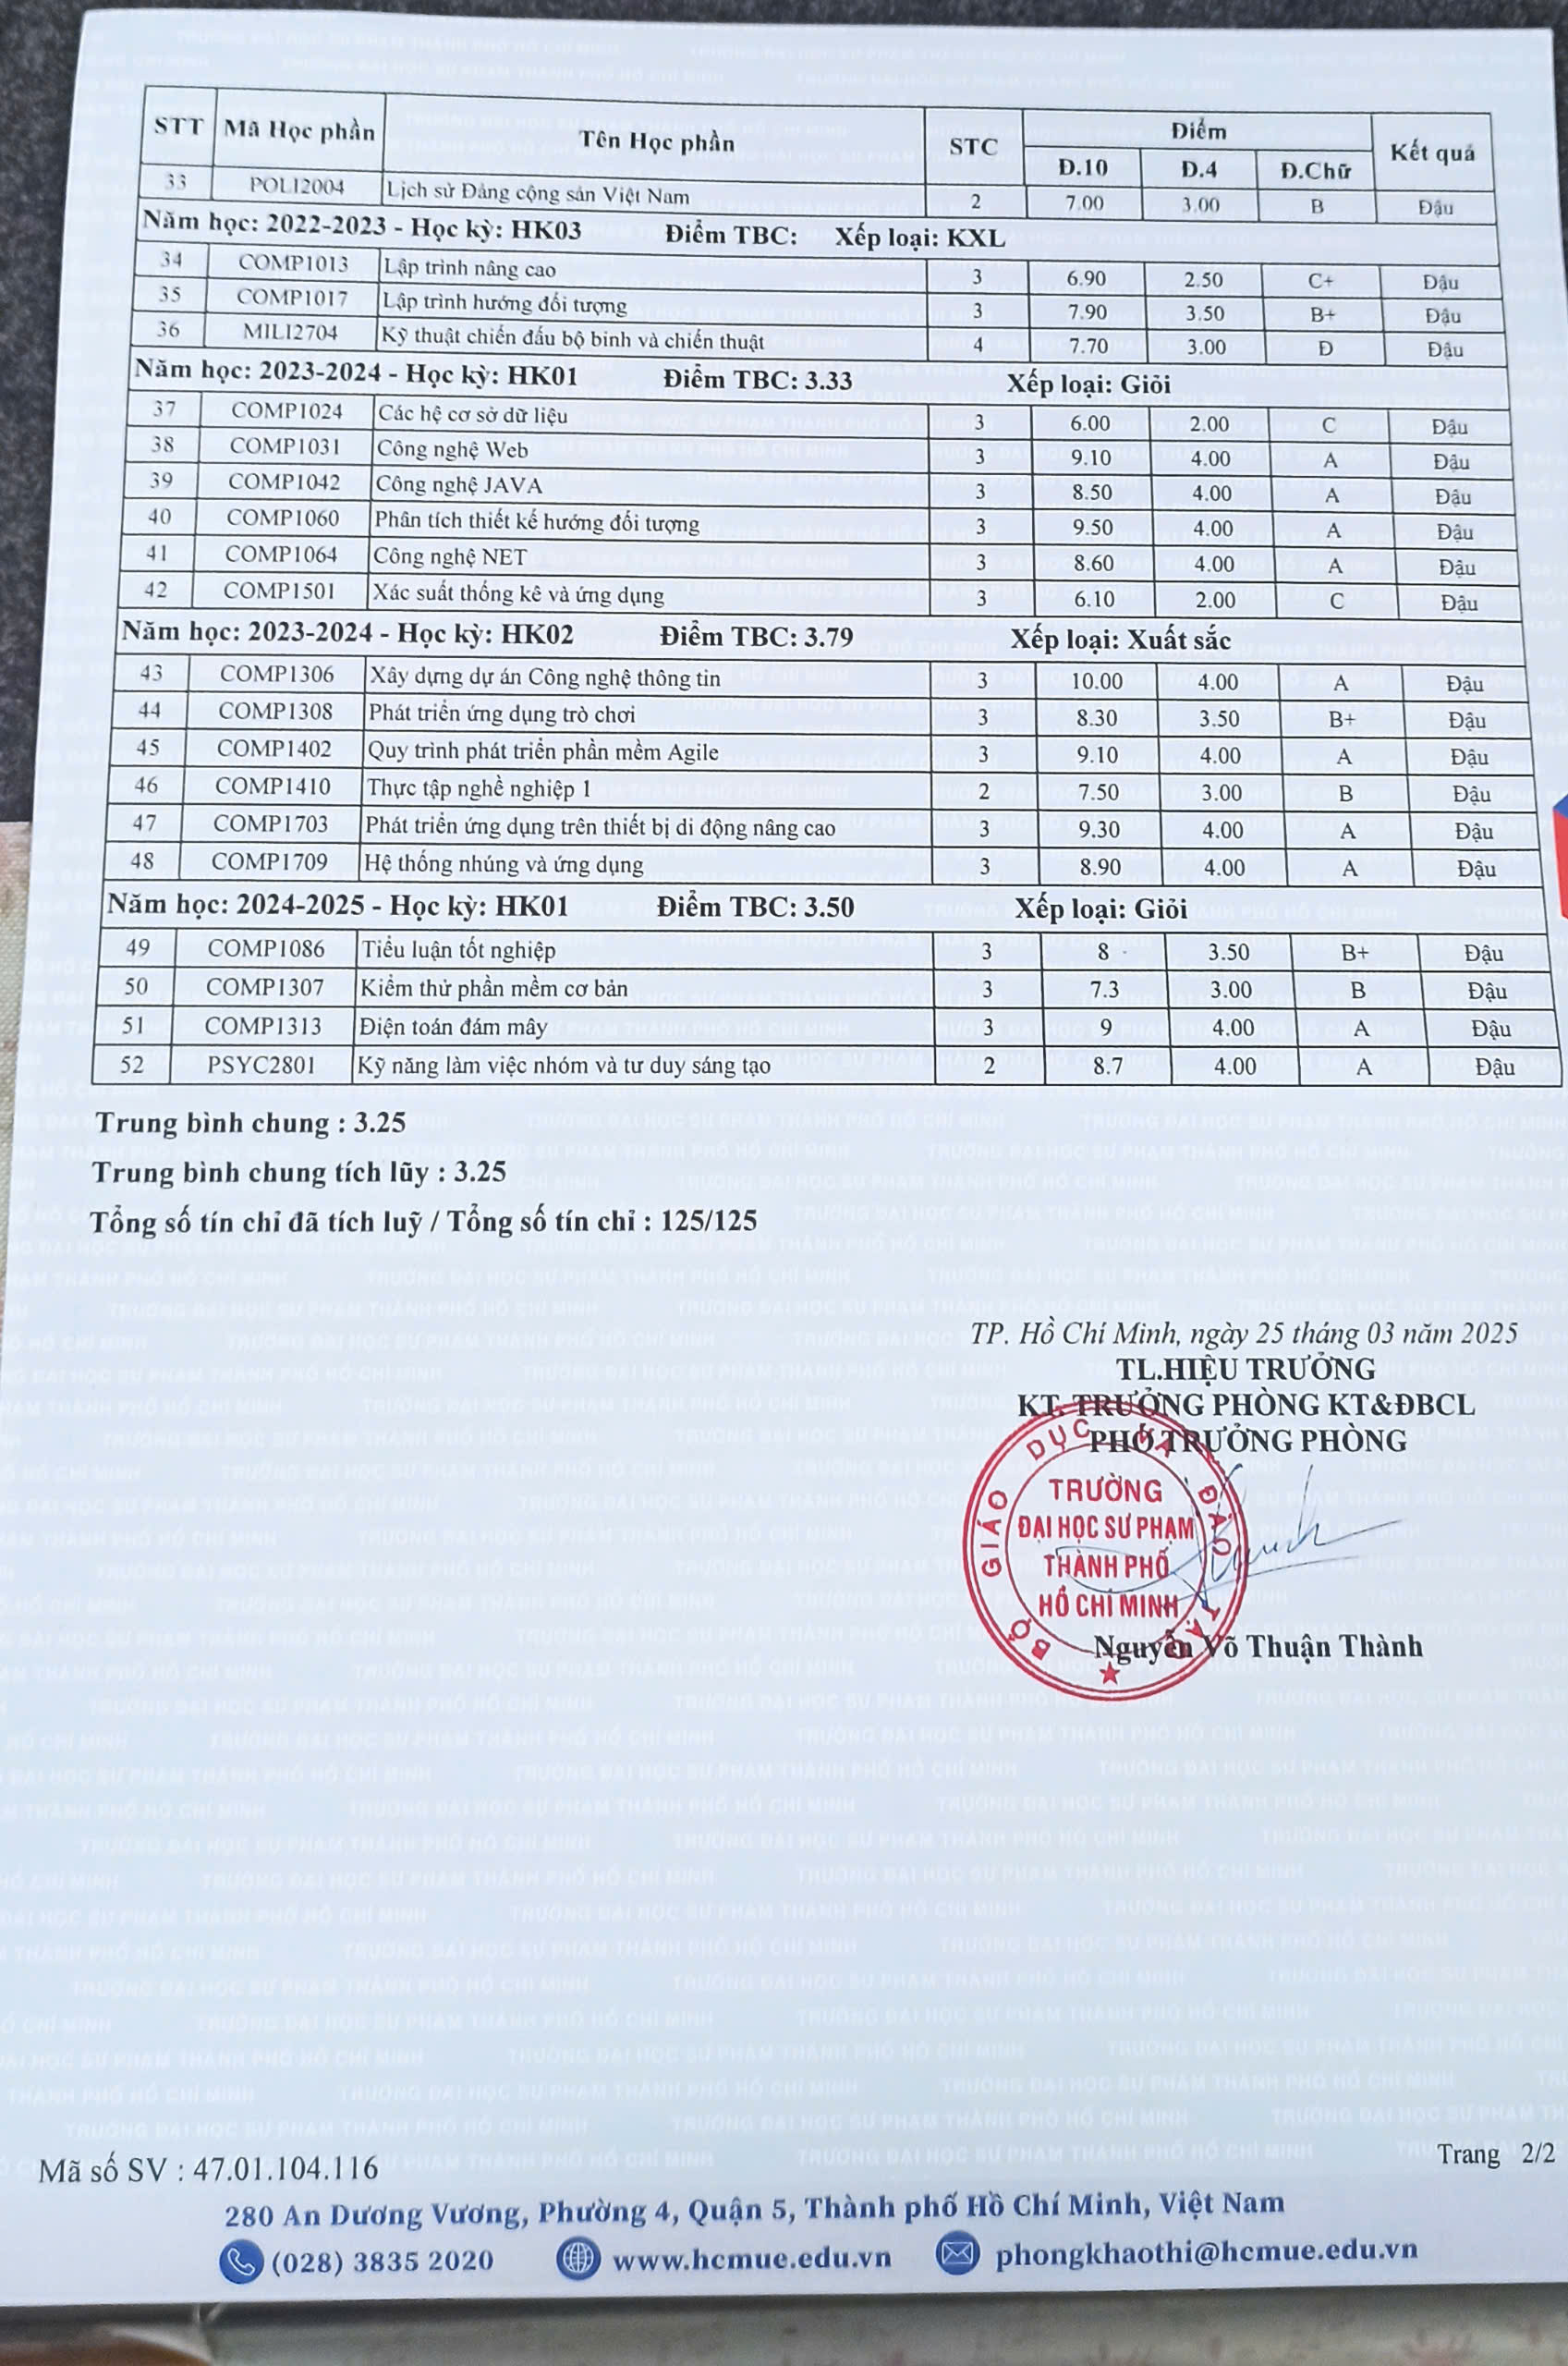 STT Mã Học phần Tên Học phần STC Điểm Kết quả
Đ.10 Đ.4 Đ.Chữ
33 POLI2004 Lịch sử Đảng cộng sản Việt Nam 2 7.00 3.00 B Đậu
Năm học: 2022-2023 - Học kỳ: HK03 Điểm TBC: Xếp loại: KXL
34 COMP1013 Lập trình nâng cao 3 6.90 2.50 C+ Đậu
35 COMP1017 Lập trình hướng đối tượng 3 7.90 3.50 B+ Đậu
36 MILI2704 Kỹ thuật chiến đấu bộ binh và chiến thuật 4 7.70 3.00 Đ Đậu
Năm học: 2023-2024 - Học kỳ: HK01 Điểm TBC: 3.33 Xếp loại: Giỏi
37 COMP1024 Các hệ cơ sở dữ liệu 3 6.00 2.00 C Đậu
38 COMP1031 Công nghệ Web 3 9.10 4.00 A Đậu
39 COMP1042 Công nghệ JAVA 3 8.50 4.00 A Đậu
40 COMP1060 Phân tích thiết kế hướng đối tượng 3 9.50 4.00 A Đậu
41 COMP1064 Công nghệ NET 3 8.60 4.00 A Đậu
42 COMP1501 Xác suất thống kê và ứng dụng 3 6.10 2.00 C Đậu
Năm học: 2023-2024 - Học kỳ: HK02 Điểm TBC: 3.79 Xếp loại: Xuất sắc
43 COMP1306 Xây dựng dự án Công nghệ thông tin 3 10.00 4.00 A Đậu
44 COMP1308 Phát triển ứng dụng trò chơi 3 8.30 3.50 B+ Đậu
45 COMP1402 Quy trình phát triển phần mềm Agile 3 9.10 4.00 A Đậu
46 COMP1410 Thực tập nghề nghiệp 1 2 7.50 3.00 B Đậu
47 COMP1703 Phát triển ứng dụng trên thiết bị di động nâng cao 3 9.30 4.00 A Đậu
48 COMP1709 Hệ thống nhúng và ứng dụng 3 8.90 4.00 A Đậu
Năm học: 2024-2025 - Học kỳ: HK01 Điểm TBC: 3.50 Xếp loại: Giỏi
49 COMP1086 Tiểu luận tốt nghiệp 3 8 3.50 B+ Đậu
50 COMP1307 Kiểm thử phần mềm cơ bản 3 7.3 3.00 B Đậu
51 COMP1313 Điện toán đám mây 3 9 4.00 A Đậu
52 PSYC2801 Kỹ năng làm việc nhóm và tư duy sáng tạo 2 8.7 4.00 A Đậu
Trung bình chung : 3.25
Trung bình chung tích lũy : 3.25
Tổng số tín chỉ đã tích luỹ / Tổng số tín chỉ : 125/125
TP. Hồ Chí Minh, ngày 25 tháng 03 năm 2025
TL.HIỆU TRƯỞNG
KT. TRƯỞNG PHÒNG KT&ĐBCL
PHÓ TRƯỞNG PHÒNG
BỘ GIÁO DỤC VÀ ĐÀO TẠO
TRƯỜNG
ĐẠI HỌC SƯ PHẠM
THÀNH PHỐ
HỒ CHÍ MINH
Nguyễn Võ Thuận Thành
Mã số SV : 47.01.104.116
Trang 2/2
280 An Dương Vương, Phường 4, Quận 5, Thành phố Hồ Chí Minh, Việt Nam
(028) 3835 2020 www.hcmue.edu.vn phongkhaothi@hcmue.edu.vn